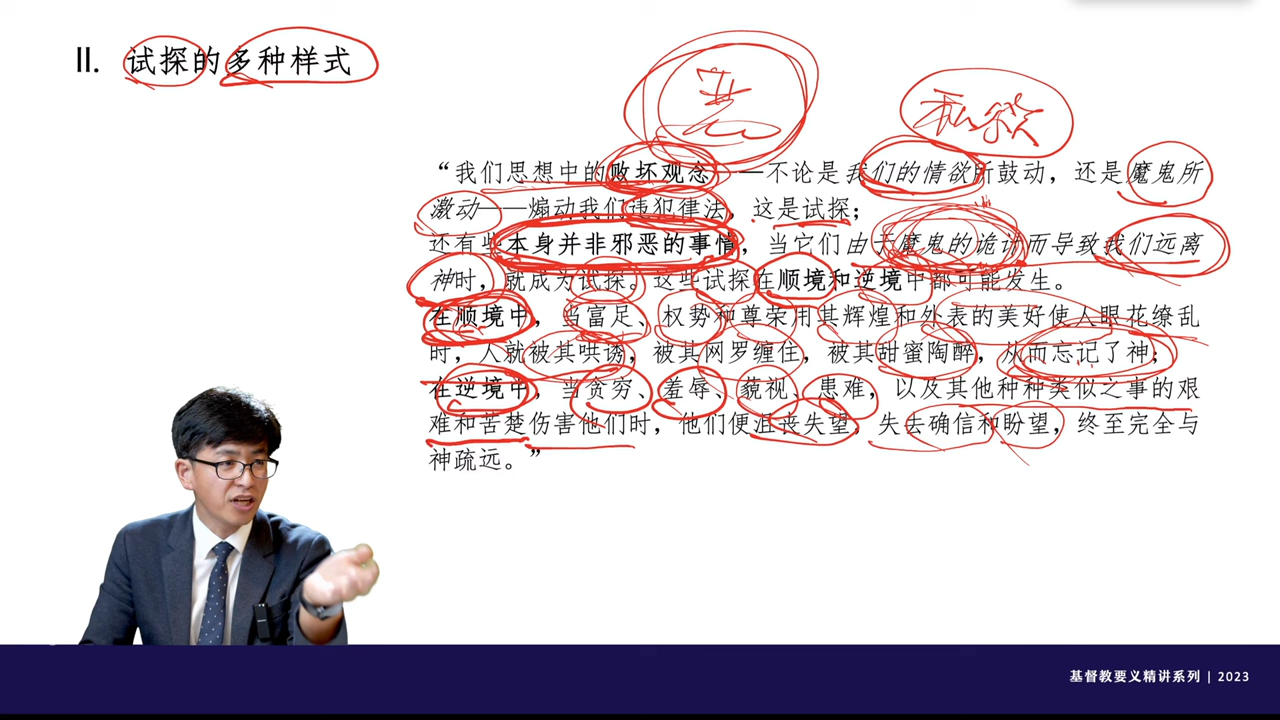 II. 试探的多种样式
私欲
“我们思想中的败坏观念——不论是我们的情欲所鼓动，还是魔鬼所
激动——煽动我们违犯律法，这是试探；
还有些本身并非邪恶的事情，当它们由于魔鬼的诡计而导致我们远离
神时，就成为试探。这些试探在顺境和逆境中都可能发生。
在顺境中，当富足、权势和尊荣用其辉煌和外表的美好使人眼花缭乱
时，人就被其哄诱，被其网罗缠住，被其甜蜜陶醉，从而忘记了神；
在逆境中，当贫穷、羞辱、藐视、患难，以及其他种种类似之事的艰
难和苦楚伤害他们时，他们便沮丧失望，失去确信和盼望，终至完全与
神疏远。”
基督教要义精讲系列 | 2023